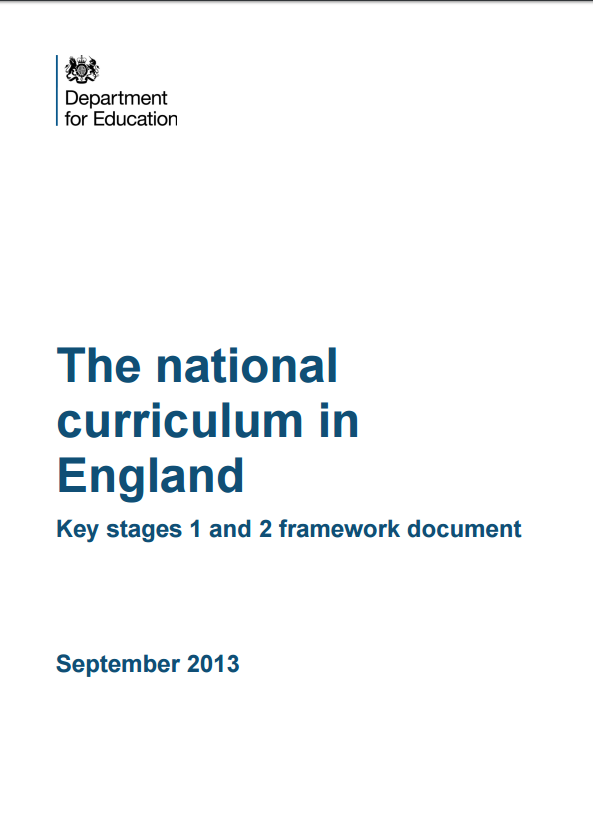 Department
for Education
The national
curriculum in
England
Key stages 1 and 2 framework document
September 2013